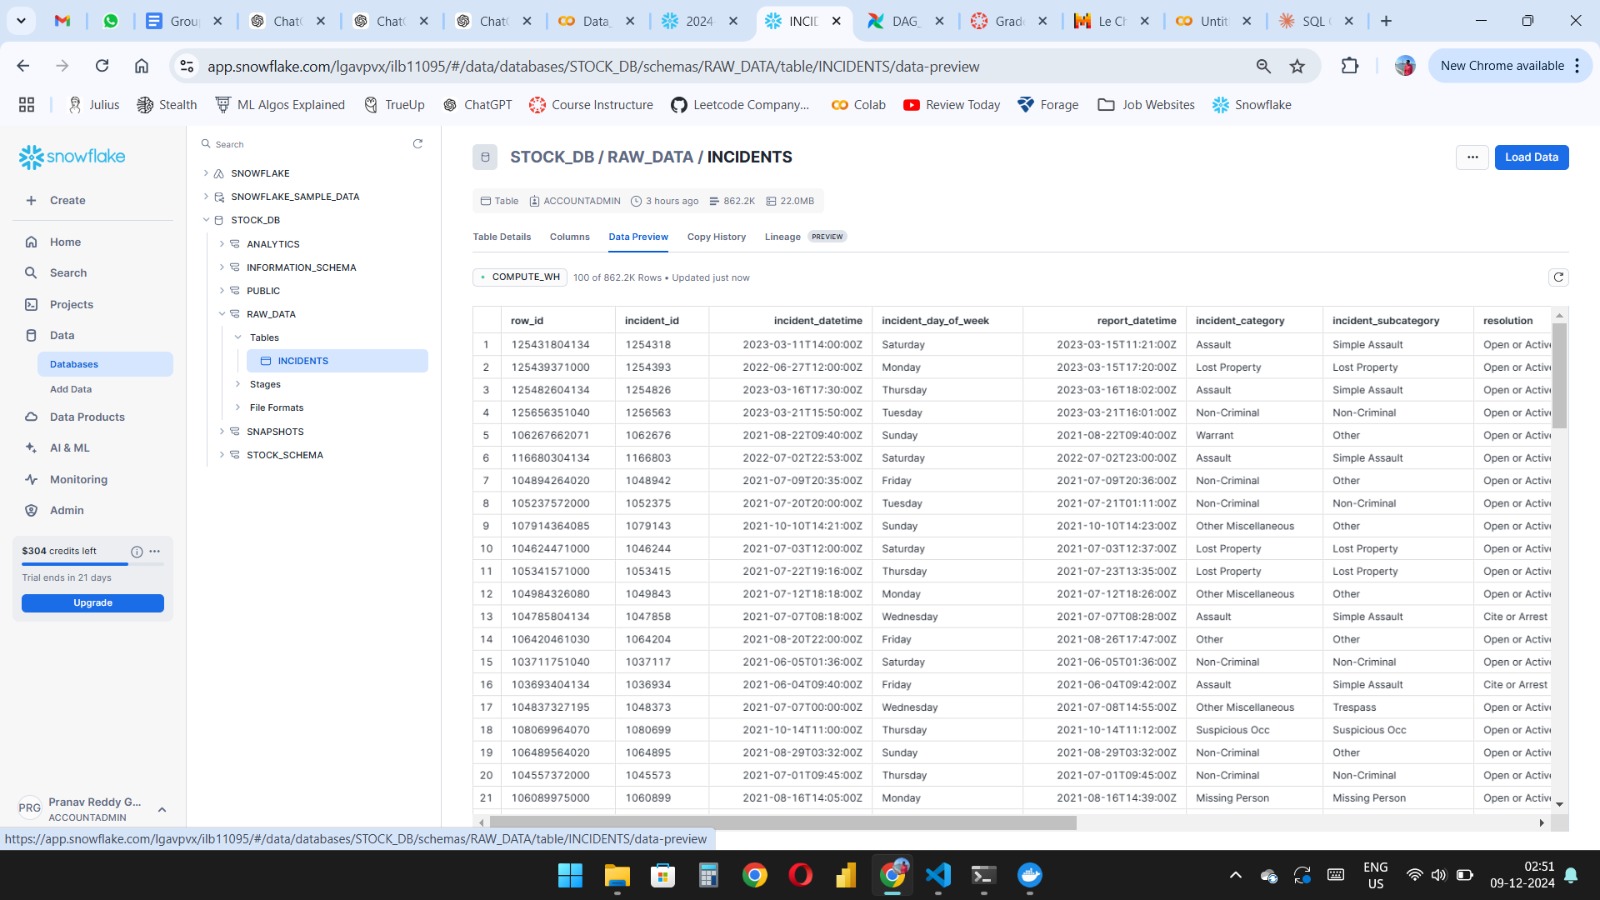 Grou
ChatG
ChatG
ChatG
Data_
2024-
INCIE
DAG_
Grade
Le Ch
Untit
SQL
app.snowflake.com/lgavpvx/ilb11095/#/data/databases/STOCK_DB/schemas/RAW_DATA/table/INCIDENTS/data-preview
New Chrome available
Julius
Stealth
ML Algos Explained
TrueUp
ChatGPT
Course Instructure
Leetcode Company...
Colab
Review Today
Forage
Job Websites
Snowflake
snowflake
Create
Home
Search
Projects
Data
Databases
Add Data
Data Products
AI & ML
Monitoring
Admin
$304 credits left
Trial ends in 21 days
Upgrade
PRG
Pranav Reddy G...
ACCOUNTADMIN
Search
SNOWFLAKE
SNOWFLAKE_SAMPLE_DATA
STOCK_DB
ANALYTICS
INFORMATION_SCHEMA
PUBLIC
RAW_DATA
Tables
INCIDENTS
Stages
File Formats
SNAPSHOTS
STOCK_SCHEMA
STOCK_DB / RAW_DATA / INCIDENTS
... Load Data
Table ACCOUNTADMIN 3 hours ago 862.2K 22.0MB
Table Details Columns Data Preview Copy History Lineage PREVIEW
COMPUTE_WH 100 of 862.2K Rows • Updated just now
row_id incident_id incident_datetime incident_day_of_week report_datetime incident_category incident_subcategory resolution
1 125431804134 1254318 2023-03-11T14:00:00Z Saturday 2023-03-15T11:21:00Z Assault Simple Assault Open or Active
2 125439371000 1254393 2022-06-27T12:00:00Z Monday 2023-03-15T17:20:00Z Lost Property Lost Property Open or Active
3 125482604134 1254826 2023-03-16T17:30:00Z Thursday 2023-03-16T18:02:00Z Assault Simple Assault Open or Active
4 125656351040 1256563 2023-03-21T15:50:00Z Tuesday 2023-03-21T16:01:00Z Non-Criminal Non-Criminal Open or Active
5 106267662071 1062676 2021-08-22T09:40:00Z Sunday 2021-08-22T09:40:00Z Warrant Other Open or Active
6 116680304134 1166803 2022-07-02T22:53:00Z Saturday 2022-07-02T23:00:00Z Assault Simple Assault Open or Active
7 104894264020 1048942 2021-07-09T20:35:00Z Friday 2021-07-09T20:36:00Z Non-Criminal Other Open or Active
8 105237572000 1052375 2021-07-20T20:00:00Z Tuesday 2021-07-21T01:11:00Z Non-Criminal Non-Criminal Open or Active
9 107914364085 1079143 2021-10-10T14:21:00Z Sunday 2021-10-10T14:23:00Z Other Miscellaneous Other Open or Active
10 104624471000 1046244 2021-07-03T12:00:00Z Saturday 2021-07-03T12:37:00Z Lost Property Lost Property Open or Active
11 105341571000 1053415 2021-07-22T19:16:00Z Thursday 2021-07-23T13:35:00Z Lost Property Lost Property Open or Active
12 104984326080 1049843 2021-07-12T18:18:00Z Monday 2021-07-12T18:26:00Z Other Miscellaneous Other Open or Active
13 104785804134 1047858 2021-07-07T08:18:00Z Wednesday 2021-07-07T08:28:00Z Assault Simple Assault Cite or Arrest
14 106420461030 1064204 2021-08-20T22:00:00Z Friday 2021-08-26T17:47:00Z Other Other Open or Active
15 103711751040 1037117 2021-06-05T01:36:00Z Saturday 2021-06-05T01:36:00Z Non-Criminal Non-Criminal Open or Active
16 103693404134 1036934 2021-06-04T09:40:00Z Friday 2021-06-04T09:42:00Z Assault Simple Assault Cite or Arrest
17 104837327195 1048373 2021-07-07T00:00:00Z Wednesday 2021-07-08T14:55:00Z Other Miscellaneous Trespass Open or Active
18 108069964070 1080699 2021-10-14T11:00:00Z Thursday 2021-10-14T11:12:00Z Suspicious Occ Suspicious Occ Open or Active
19 106489564020 1064895 2021-08-29T03:32:00Z Sunday 2021-08-29T03:32:00Z Non-Criminal Other Open or Active
20 104557372000 1045573 2021-07-01T09:45:00Z Thursday 2021-07-01T09:45:00Z Non-Criminal Non-Criminal Open or Active
21 106089975000 1060899 2021-08-16T14:05:00Z Monday 2021-08-16T14:39:00Z Missing Person Missing Person Open or Active
https://app.snowflake.com/lgavpvx/ilb11095/#/data/databases/STOCK_DB/schemas/RAW_DATA/table/INCIDENTS/data-preview
ENG
US
02:51
09-12-2024